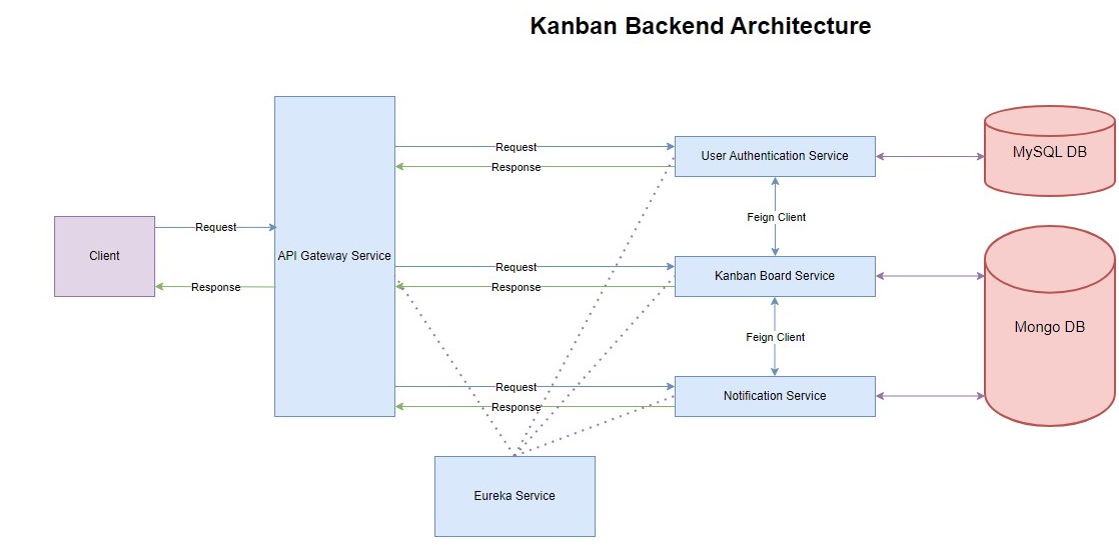 Kanban Backend Architecture
Request
Response
User Authentication Service
MySQL DB
Feign Client
Request
Client
API Gateway Service
Response
Request
Response
Kanban Board Service
Mongo DB
Feign Client
Request
Response
Notification Service
Eureka Service